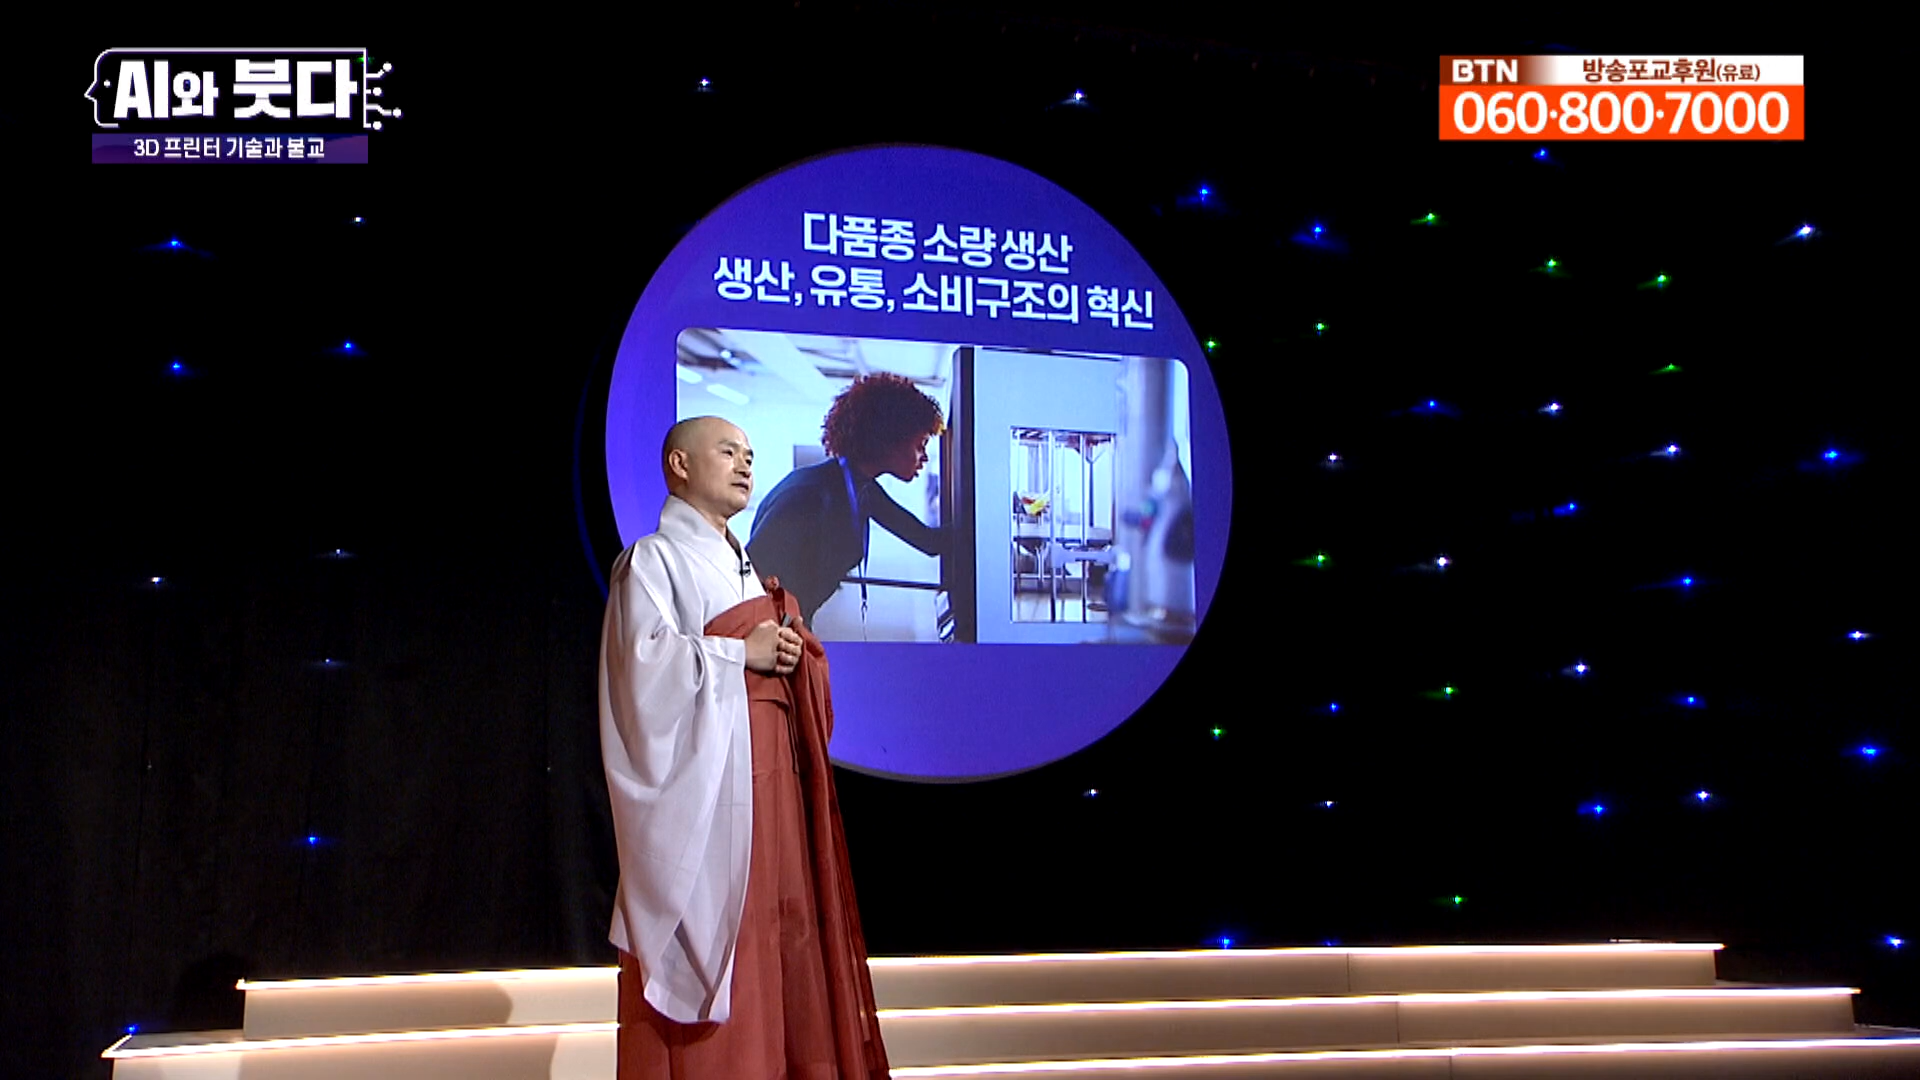 AI와 붓다
3D 프린터 기술과 불교
BTN 방송포교후원(유료)
060·800·7000
다품종 소량 생산
생산, 유통, 소비구조의 혁신